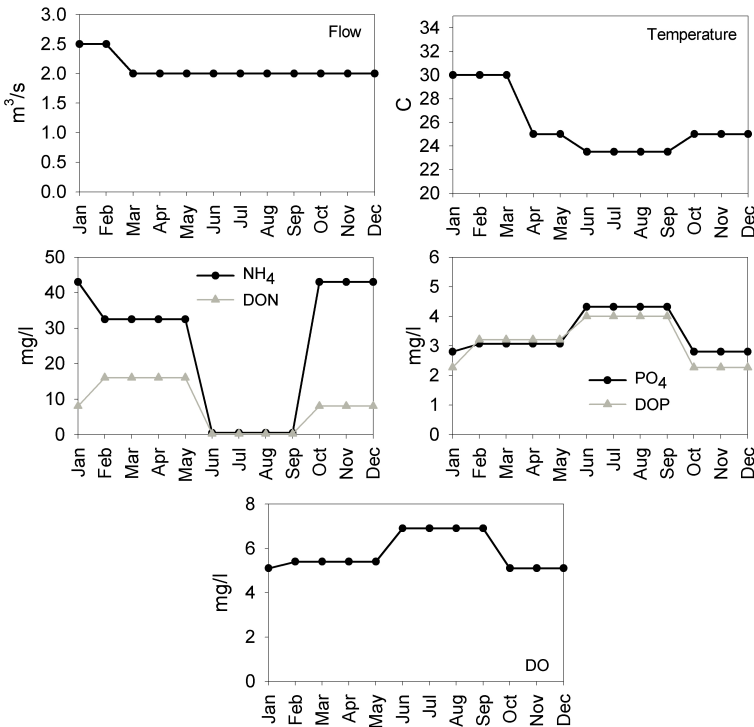 Flow
m³/s
3.0
2.5
2.0
1.5
1.0
0.5
0.0
Jan Feb Mar Apr May Jun Jul Aug Sep Oct Nov Dec
Temperature
C
34
32
30
28
26
24
22
20
Jan Feb Mar Apr May Jun Jul Aug Sep Oct Nov Dec
NH₄
DON
mg/l
50
40
30
20
10
0
Jan Feb Mar Apr May Jun Jul Aug Sep Oct Nov Dec
mg/l
6
5
4
3
2
1
0
PO₄
DOP
Jan Feb Mar Apr May Jun Jul Aug Sep Oct Nov Dec
mg/l
8
6
4
2
0
DO
Jan Feb Mar Apr May Jun Jul Aug Sep Oct Nov Dec